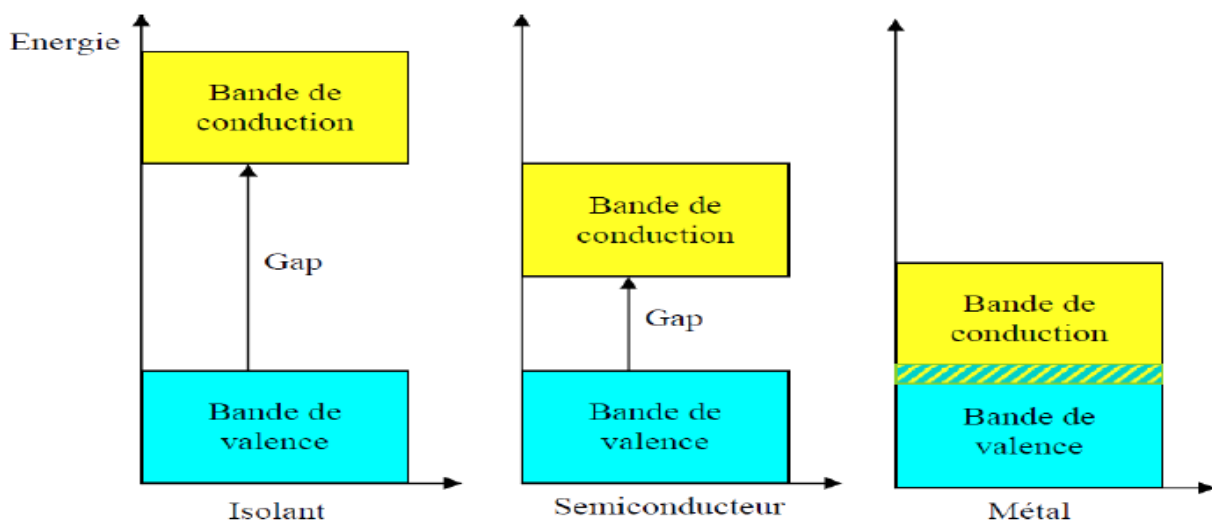 Energie
Bande de
conduction
Gap
Bande de
valence
Isolant
Bande de
conduction
Gap
Bande de
valence
Semiconducteur
Bande de
conduction
Bande de
valence
Métal